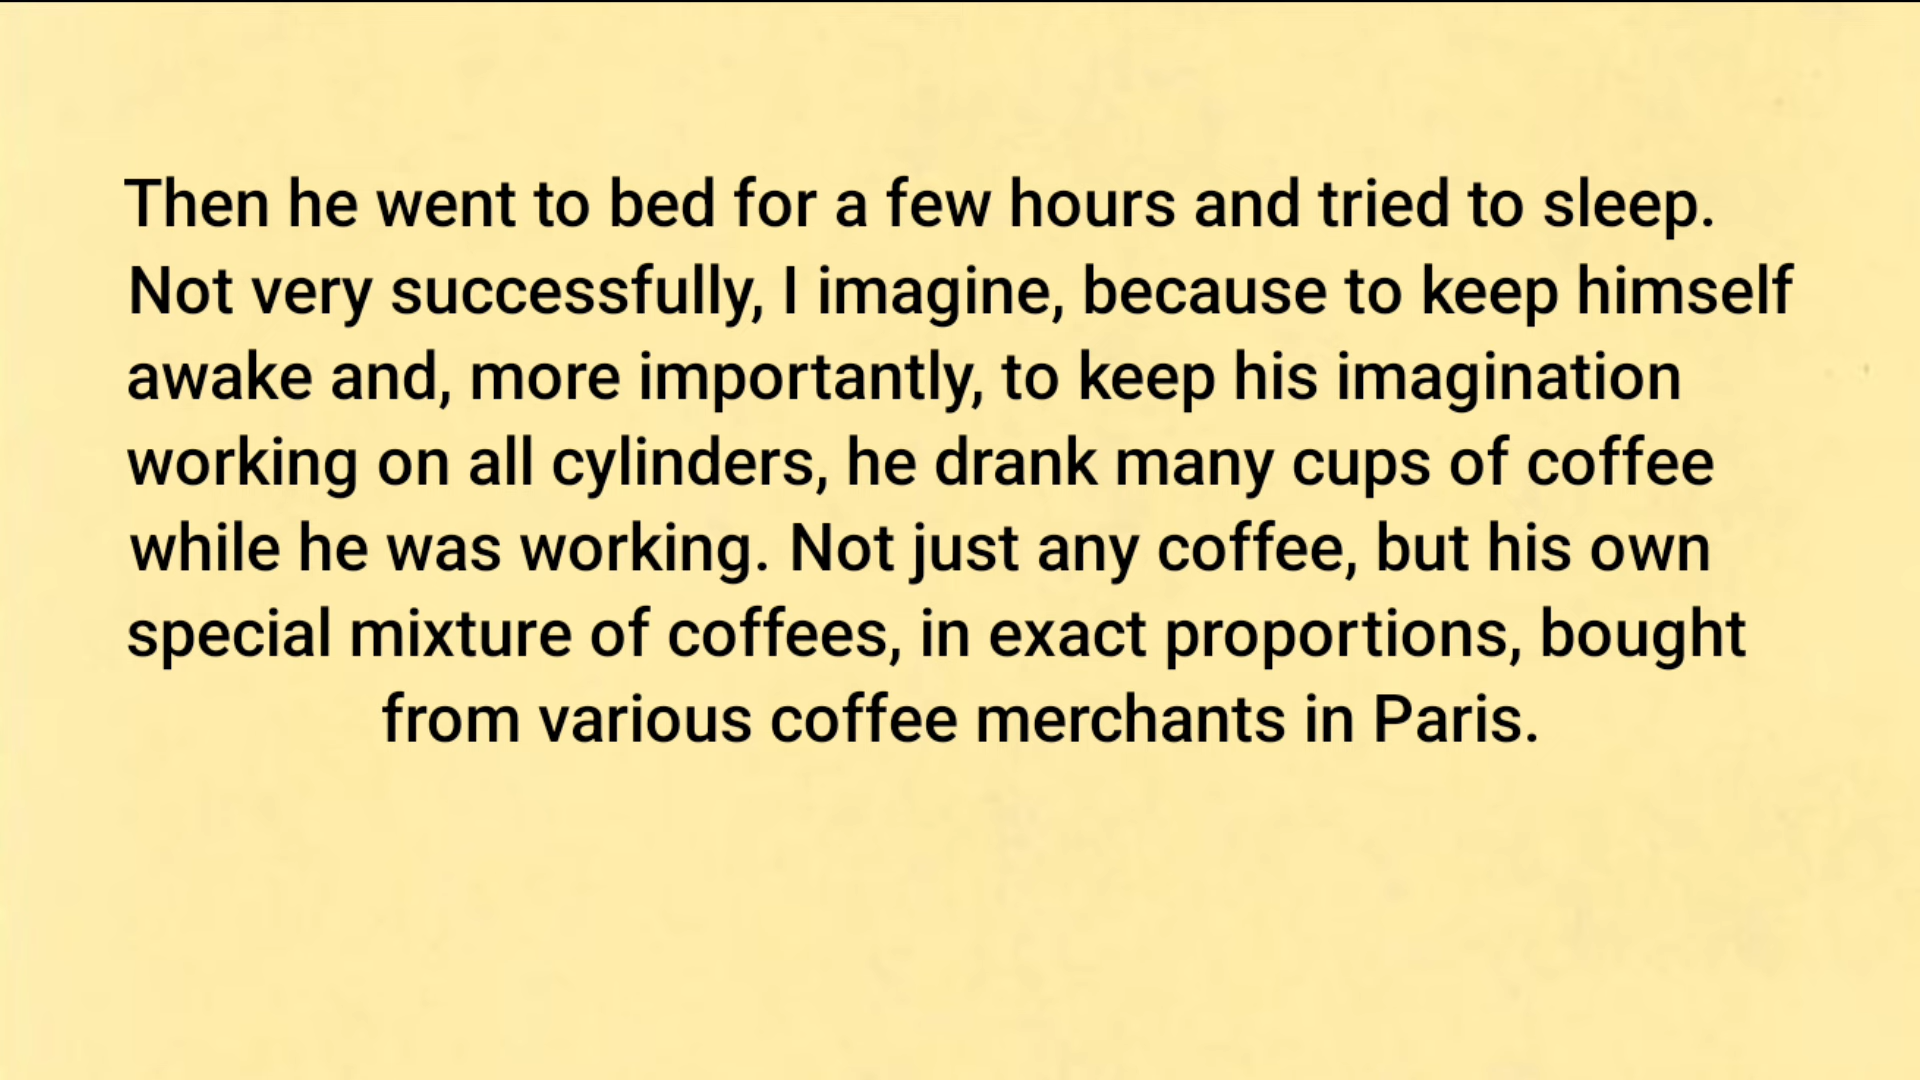 Then he went to bed for a few hours and tried to sleep.
Not very successfully, I imagine, because to keep himself
awake and, more importantly, to keep his imagination
working on all cylinders, he drank many cups of coffee
while he was working. Not just any coffee, but his own
special mixture of coffees, in exact proportions, bought
from various coffee merchants in Paris.